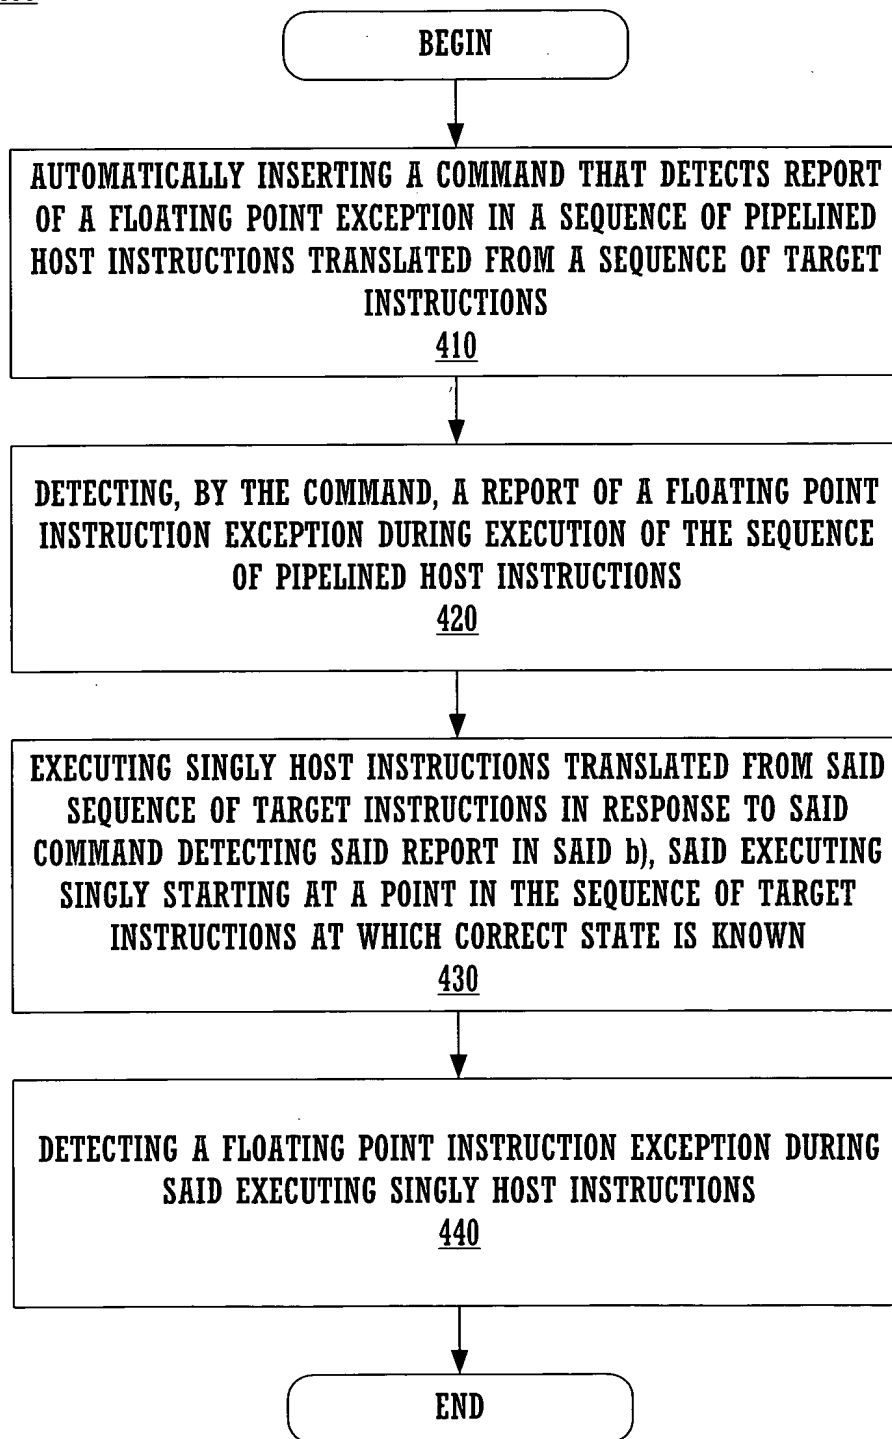 BEGIN
AUTOMATICALLY INSERTING A COMMAND THAT DETECTS REPORT
OF A FLOATING POINT EXCEPTION IN A SEQUENCE OF PIPELINED
HOST INSTRUCTIONS TRANSLATED FROM A SEQUENCE OF TARGET
INSTRUCTIONS
410
DETECTING, BY THE COMMAND, A REPORT OF A FLOATING POINT
INSTRUCTION EXCEPTION DURING EXECUTION OF THE SEQUENCE
OF PIPELINED HOST INSTRUCTIONS
420
EXECUTING SINGLY HOST INSTRUCTIONS TRANSLATED FROM SAID
SEQUENCE OF TARGET INSTRUCTIONS IN RESPONSE TO SAID
COMMAND DETECTING SAID REPORT IN SAID b), SAID EXECUTING
SINGLY STARTING AT A POINT IN THE SEQUENCE OF TARGET
INSTRUCTIONS AT WHICH CORRECT STATE IS KNOWN
430
DETECTING A FLOATING POINT INSTRUCTION EXCEPTION DURING
SAID EXECUTING SINGLY HOST INSTRUCTIONS
440
END